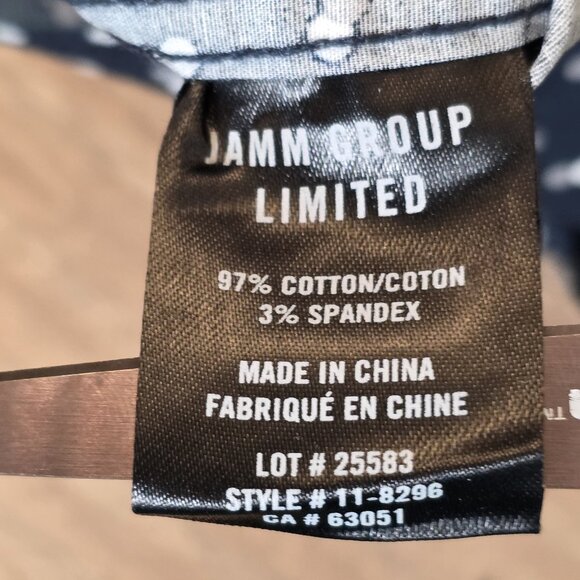 JAMM GROUP
LIMITED
97% COTTON/COTON
3% SPANDEX
MADE IN CHINA
FABRIQUÉ EN CHINE
LOT # 25583
STYLE # 11-8296
CA # 63051